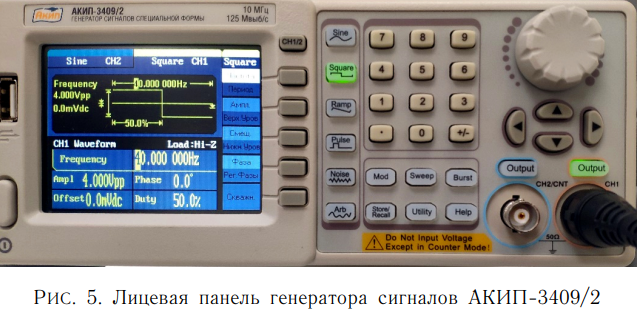 Акип
АКИП-3409/2
ГЕНЕРАТОР СИГНАЛОВ СПЕЦИАЛЬНОЙ ФОРМЫ
10 МГц
125 Мвыб/с
Sine CH2
Square CH1
Square
CH1/2
Frequency
4.000Vpp
0.0mVdc
50.0%
Период
Ампл
Верх Уров
Смещ
Нижн Уров
Фаза
Рег Фазы
Скважн
CH1 Waveform
Load:Hi-Z
Frequency
40.000 000Hz
Ampl 4.000Vpp
Phase 0.0°
Offset 0.0mVdc
Duty 50.0%
Sine
Square
Ramp
Pulse
Noise
Arb
7
8
9
4
5
6
1
2
3
.
0
+/-
Mod
Sweep
Burst
Store/
Recall
Utility
Help
Do Not Input Voltage
Except in Counter Mode!
Output
Output
CH2/CNT
CH1
50Ω
Рис. 5. Лицевая панель генератора сигналов АКИП-3409/2